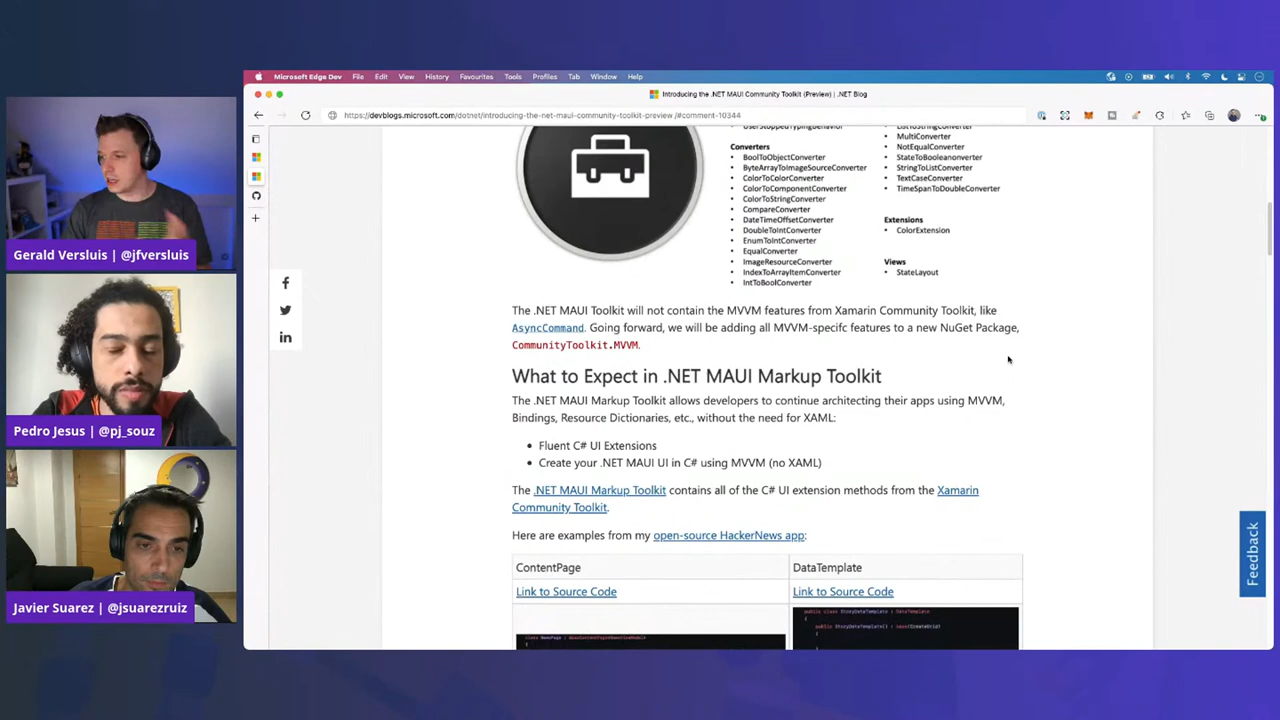 Microsoft Edge Dev File Edit View History Favourites Tools Profiles Tab Window Help
Introducing the .NET MAUI Community Toolkit (Preview) | .NET Blog
https://devblogs.microsoft.com/dotnet/introducing-the-net-maui-community-toolkit-preview/#comment-10344
UserStoppedTypingBehavior
Converters
• BoolToObjectConverter
• ByteArrayToImageSourceConverter
• ColorToColorConverter
• ColorToComponentConverter
• ColorToStringConverter
• CompareConverter
• DateTimeOffsetConverter
• DoubleToIntConverter
• EnumToIntConverter
• EqualConverter
• ImageResourceConverter
• IndexToArrayItemConverter
• IntToBoolConverter
ListToStringConverter
• MultiConverter
• NotEqualConverter
• StateToBooleanonverter
• StringToListConverter
• TextCaseConverter
• TimeSpanToDoubleConverter
Extensions
• ColorExtension
Views
• StateLayout
The .NET MAUI Toolkit will not contain the MVVM features from Xamarin Community Toolkit, like
AsyncCommand. Going forward, we will be adding all MVVM-specifc features to a new NuGet Package,
CommunityToolkit.MVVM.
What to Expect in .NET MAUI Markup Toolkit
The .NET MAUI Markup Toolkit allows developers to continue architecting their apps using MVVM,
Bindings, Resource Dictionaries, etc., without the need for XAML:
• Fluent C# UI Extensions
• Create your .NET MAUI UI in C# using MVVM (no XAML)
The .NET MAUI Markup Toolkit contains all of the C# UI extension methods from the Xamarin
Community Toolkit.
Here are examples from my open-source HackerNews app:
ContentPage DataTemplate
Link to Source Code Link to Source Code
public class StoryDataTemplate : DataTemplate
{
Feedback
Gerald Versluis | @jfversluis
Pedro Jesus | @pj_souz
Javier Suarez | @jsuarezruiz